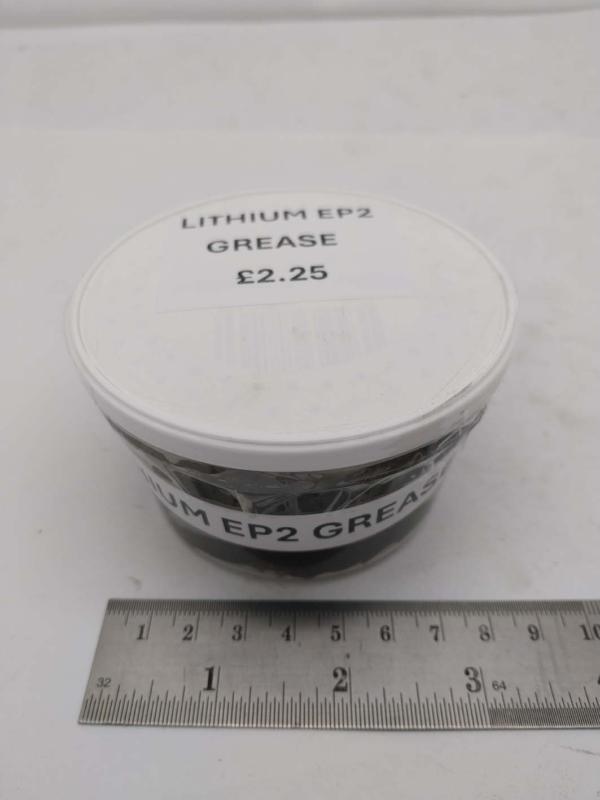 LITHIUM EP2
GREASE
£2.25
IUM EP2 GREASE
1 2 3 4 5 6 7 8 9 10
32 1 2 3 64